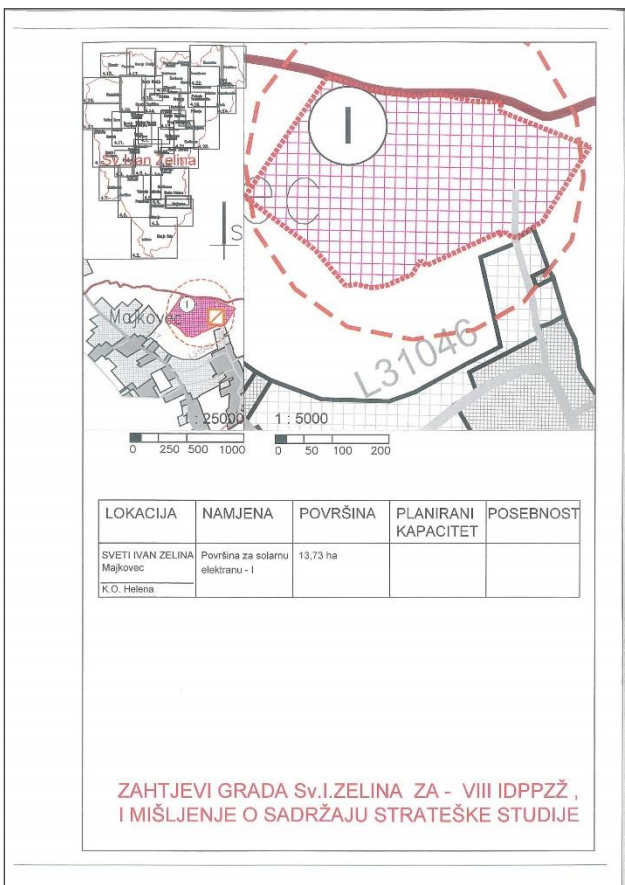 Sv.Ivan Zelina
I
S
Majkovec
I
L31046
L31046
1 : 25000
1 : 5000
0 250 500 1000
0 50 100 200
LOKACIJA NAMJENA POVRŠINA PLANIRANI KAPACITET POSEBNOST
SVETI IVAN ZELINA
Majkovec
K.O. Helena
Površina za solarnu
elektranu - I
13,73 ha
ZAHTJEVI GRADA Sv.I.ZELINA ZA - VIII IDPPZŽ ,
I MIŠLJENJE O SADRŽAJU STRATEŠKE STUDIJE